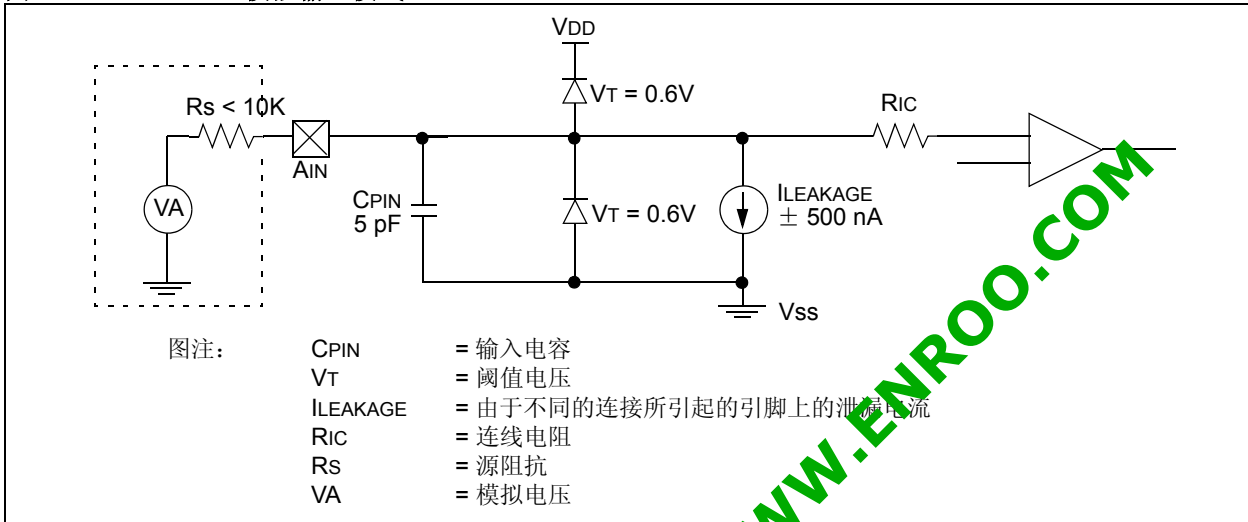 VDD
VT = 0.6V
RIC
Rs < 10K
AIN
VA
CPIN
5 pF
VT = 0.6V
ILEAKAGE
± 500 nA
Vss
图注:
CPIN = 输入电容
VT = 阈值电压
ILEAKAGE = 由于不同的连接所引起的引脚上的泄漏电流
RIC = 连线电阻
RS = 源阻抗
VA = 模拟电压
WW.ENROO.COM